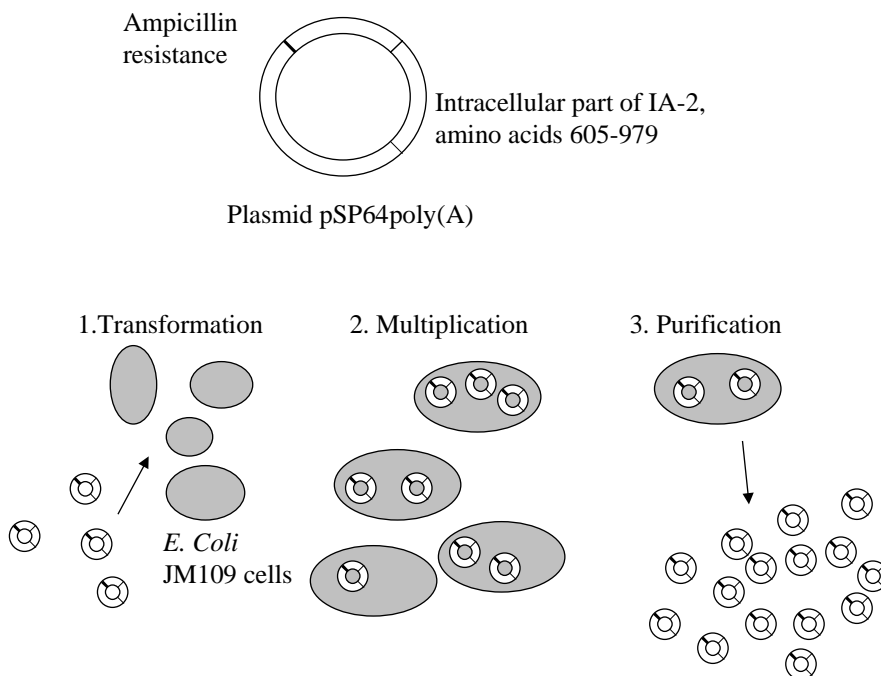 Ampicillin
resistance
Intracellular part of IA-2,
amino acids 605-979
Plasmid pSP64poly(A)
1.Transformation
2. Multiplication
3. Purification
E. Coli
JM109 cells